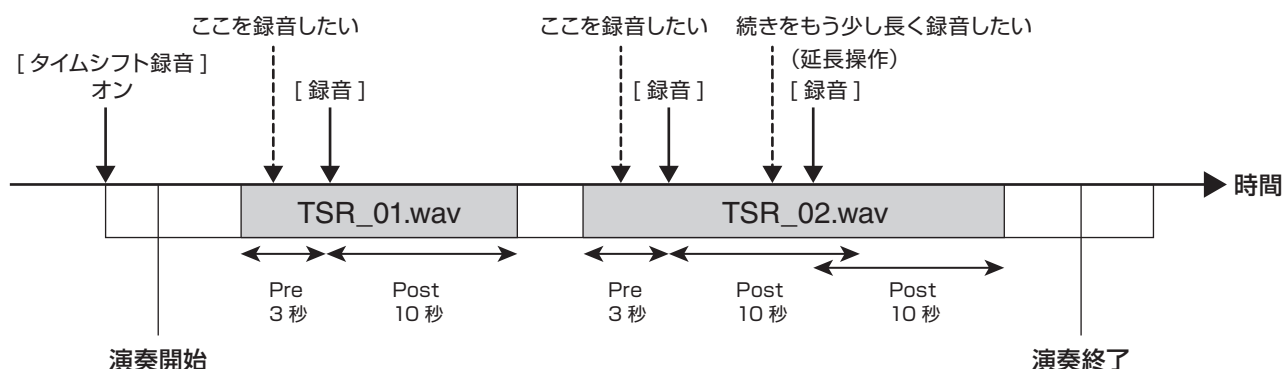 ここを録音したい
ここを録音したい
続きをもう少し長く録音したい
（延長操作）
[ タイムシフト録音 ]
オン
[ 録音 ]
[ 録音 ]
[ 録音 ]
時間
TSR_01.wav
TSR_02.wav
Pre
3 秒
Post
10 秒
Pre
3 秒
Post
10 秒
Post
10 秒
演奏開始
演奏終了